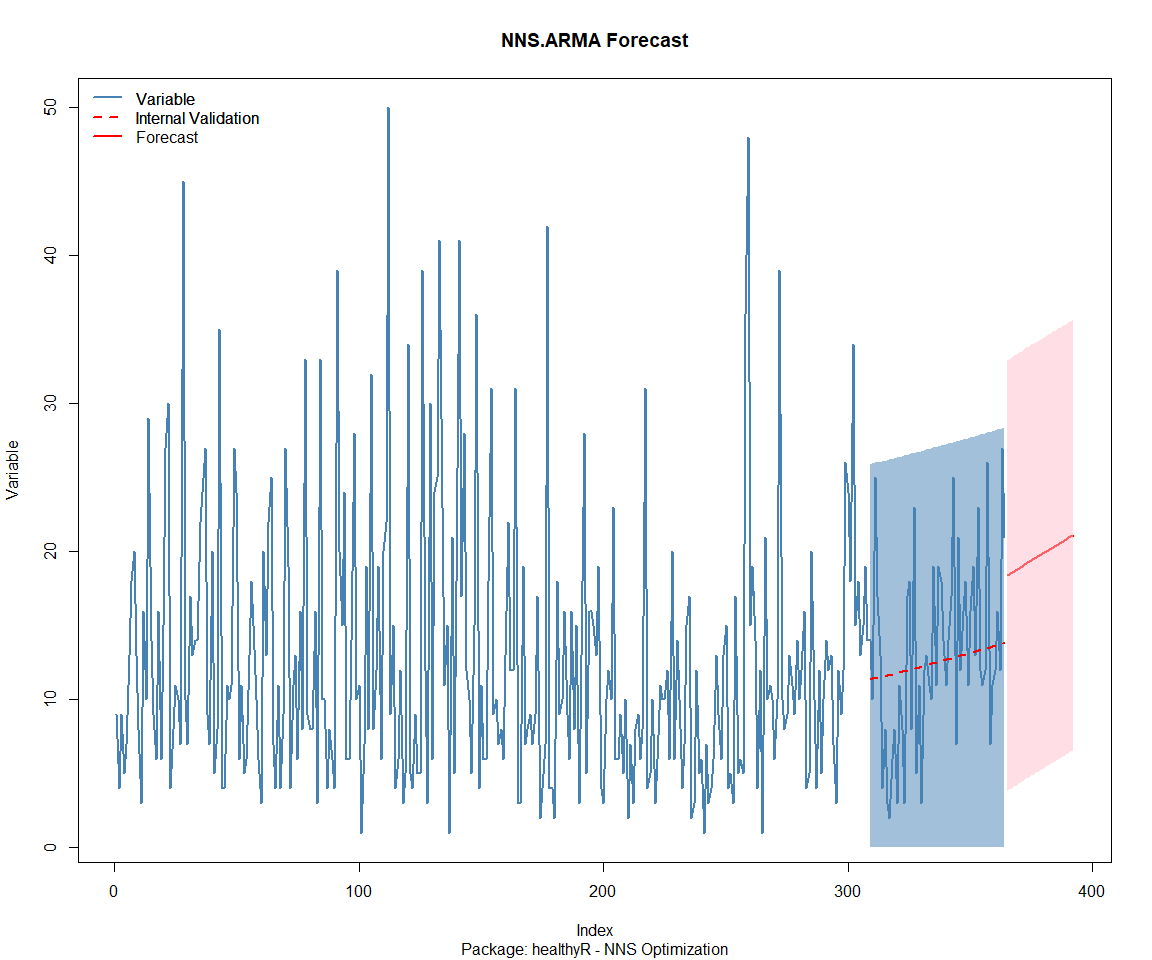 NNS.ARMA Forecast
Variable
Internal Validation
Forecast
50
40
30
20
10
0
Variable
0
100
200
300
400
Index
Package: healthyR - NNS Optimization